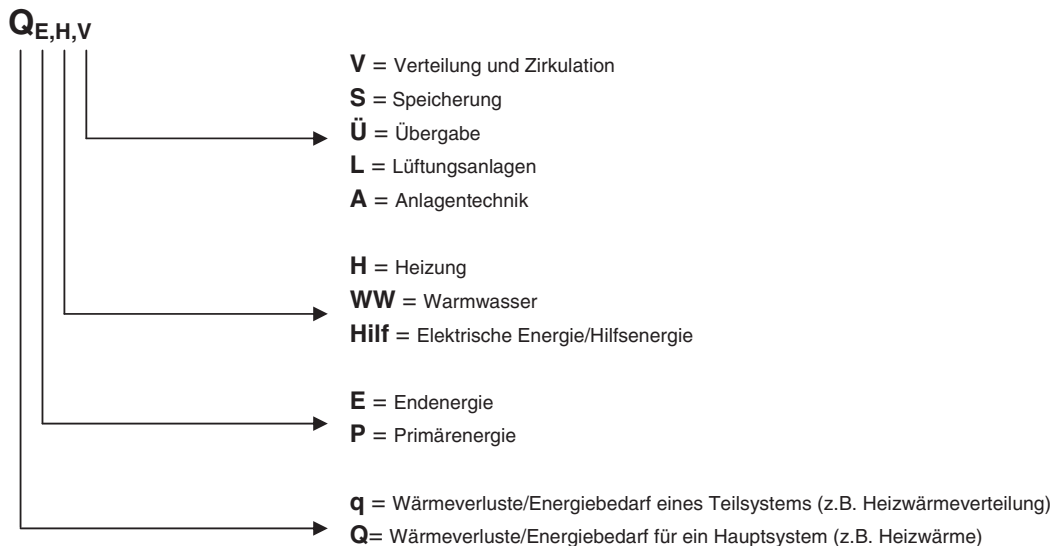 QE,H,V
V = Verteilung und Zirkulation
S = Speicherung
Ü = Übergabe
L = Lüftungsanlagen
A = Anlagentechnik
H = Heizung
WW = Warmwasser
Hilf = Elektrische Energie/Hilfsenergie
E = Endenergie
P = Primärenergie
q = Wärmeverluste/Energiebedarf eines Teilsystems (z.B. Heizwärmeverteilung)
Q= Wärmeverluste/Energiebedarf für ein Hauptsystem (z.B. Heizwärme)